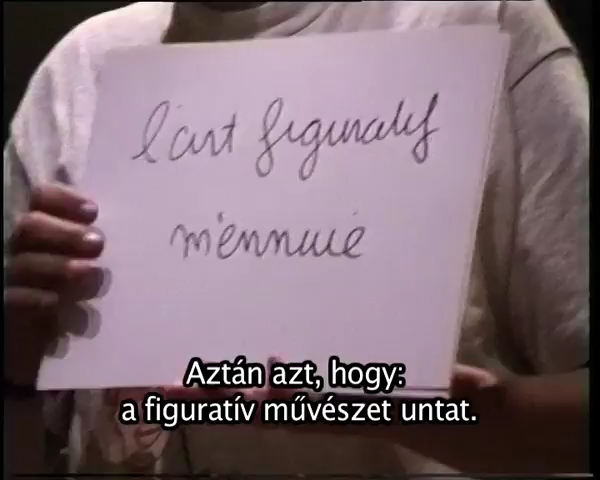 l'art figuratif
m'ennuie
Aztán azt, hogy:
a figuratív művészet untat.